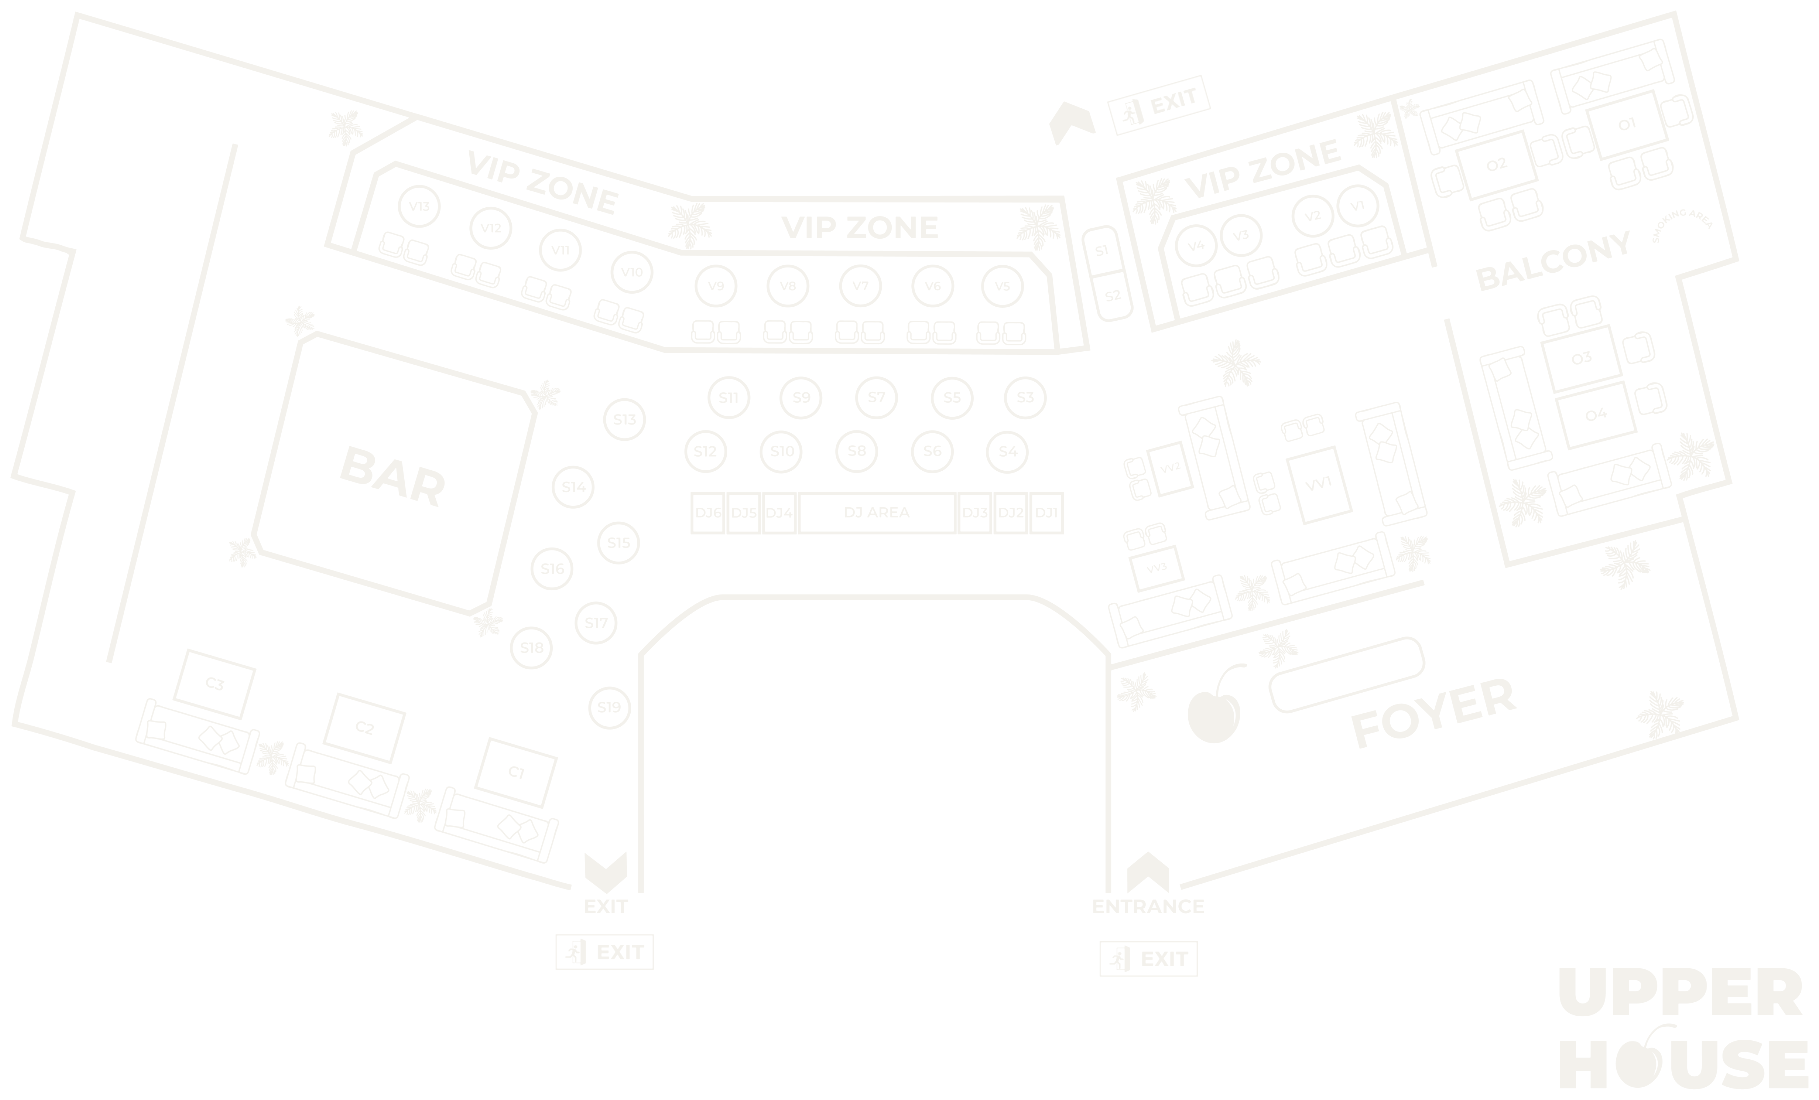 EXIT
VIP ZONE
VIP ZONE
VIP ZONE
O1
O2
V13
V12
V11
V10
V9
V8
V7
V6
V5
S1
S2
V4
V3
V2
V1
SMOKING AREA
BALCONY
O3
O4
BAR
S13
S11
S9
S7
S5
S3
S12
S10
S8
S6
S4
S14
S15
S16
S17
S18
S19
DJ6
DJ5
DJ4
DJ AREA
DJ3
DJ2
DJ1
VV2
VV1
VV3
C3
C2
C1
FOYER
EXIT
ENTRANCE
EXIT
EXIT
UPPER
HOUSE